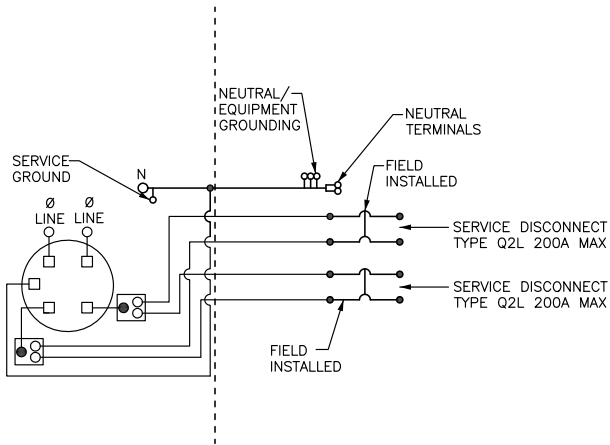 NEUTRAL/
EQUIPMENT
GROUNDING
NEUTRAL
TERMINALS
SERVICE
GROUND
N
FIELD
INSTALLED
Ø
LINE
Ø
LINE
SERVICE DISCONNECT
TYPE Q2L 200A MAX
SERVICE DISCONNECT
TYPE Q2L 200A MAX
FIELD
INSTALLED